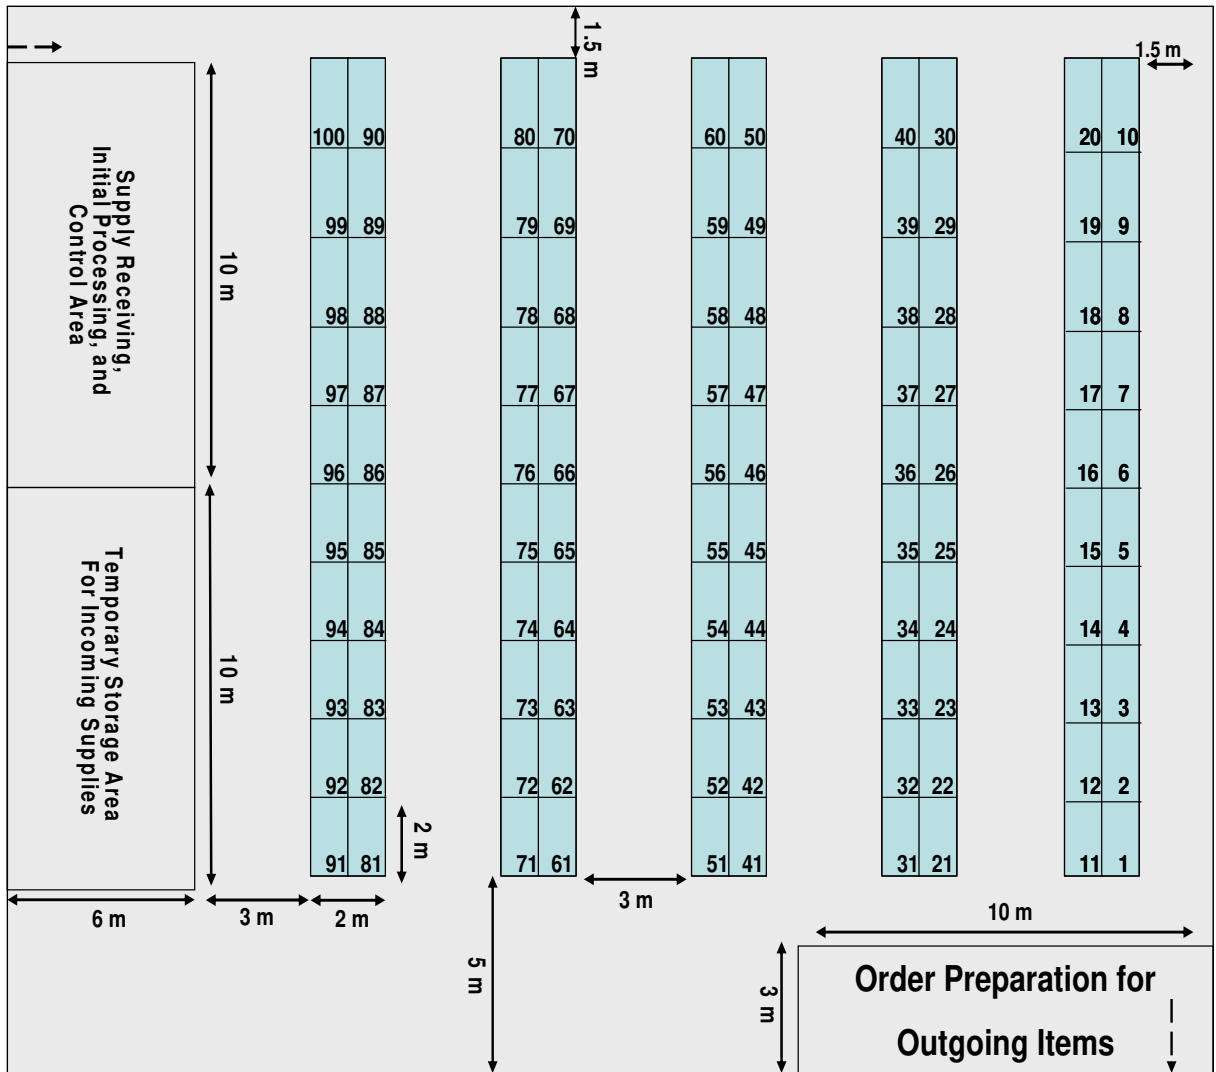 1.5 m
1.5 m
100 90 80 70 60 50 40 30 20 10
99 89 79 69 59 49 39 29 19 9
98 88 78 68 58 48 38 28 18 8
97 87 77 67 57 47 37 27 17 7
96 86 76 66 56 46 36 26 16 6
95 85 75 65 55 45 35 25 15 5
94 84 74 64 54 44 34 24 14 4
93 83 73 63 53 43 33 23 13 3
92 82 72 62 52 42 32 22 12 2
91 81 71 61 51 41 31 21 11 1
Supply Receiving,
Initial Processing, and
Control Area
10 m
Temporary Storage Area
For Incoming Supplies
10 m
2 m
6 m
3 m
2 m
3 m
10 m
5 m
3 m
Order Preparation for
Outgoing Items